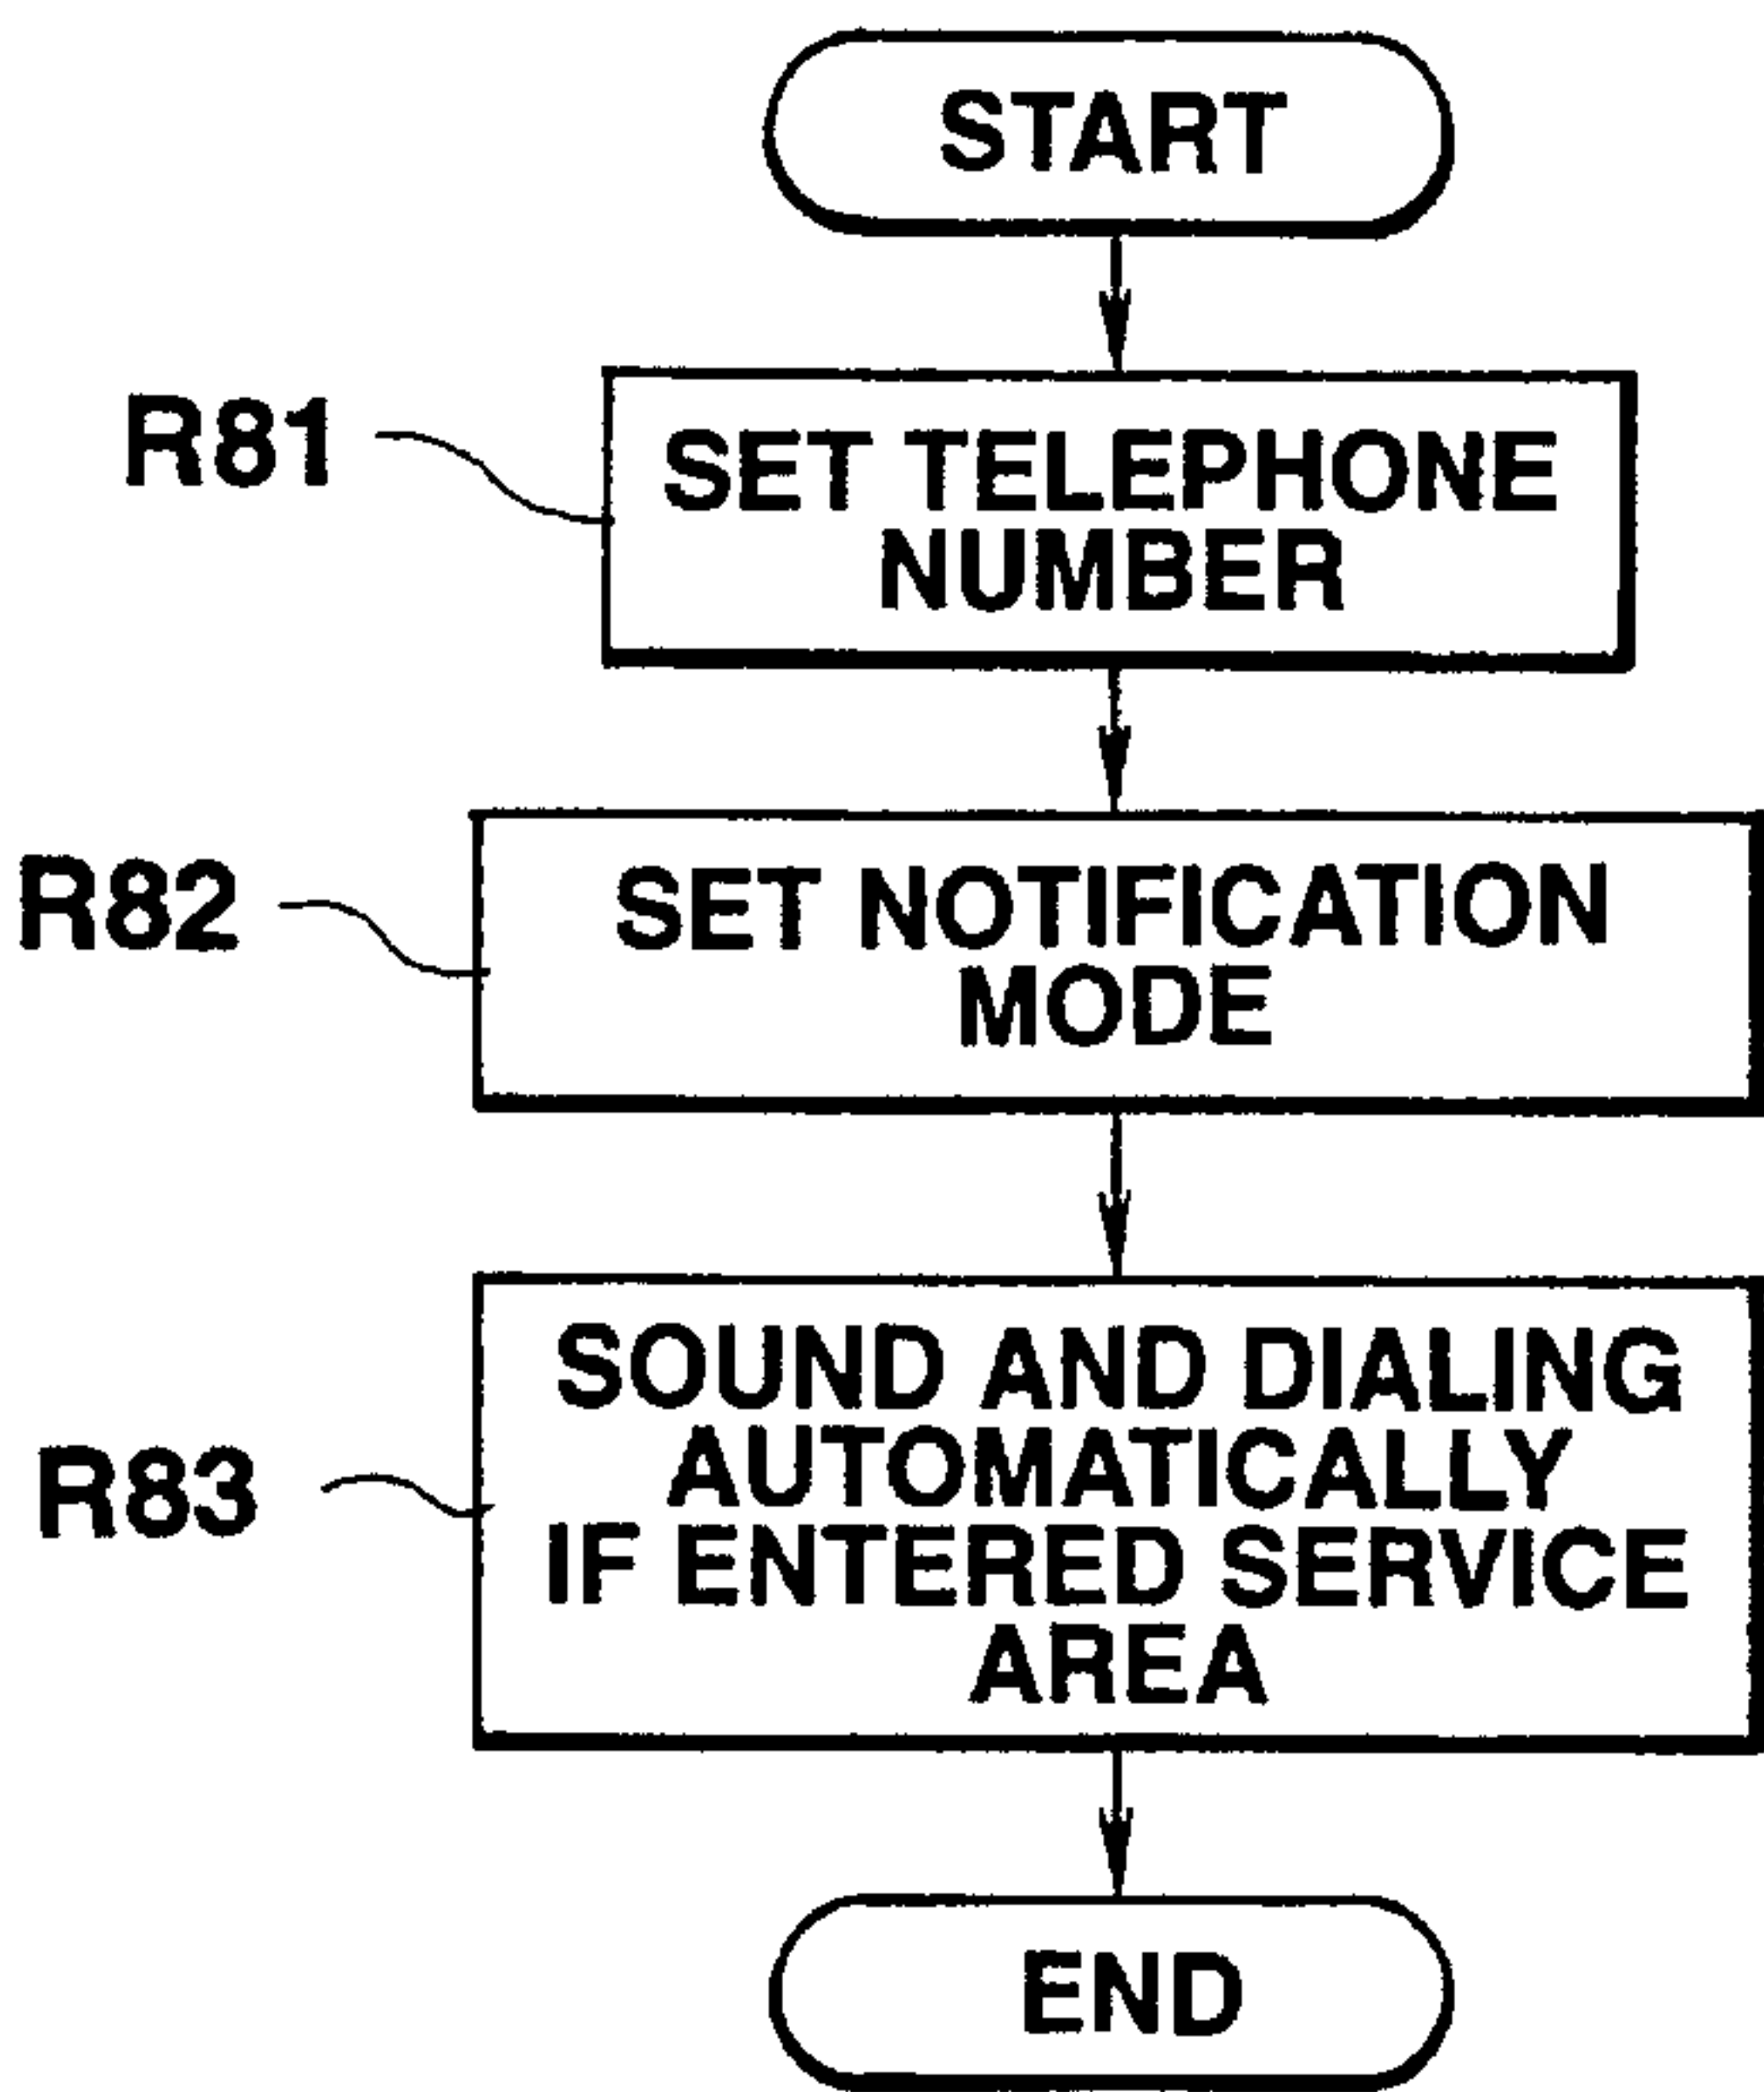 START
R81
SET TELEPHONE
NUMBER
R82
SET NOTIFICATION
MODE
R83
SOUND AND DIALING
AUTOMATICALLY
IF ENTERED SERVICE
AREA
END